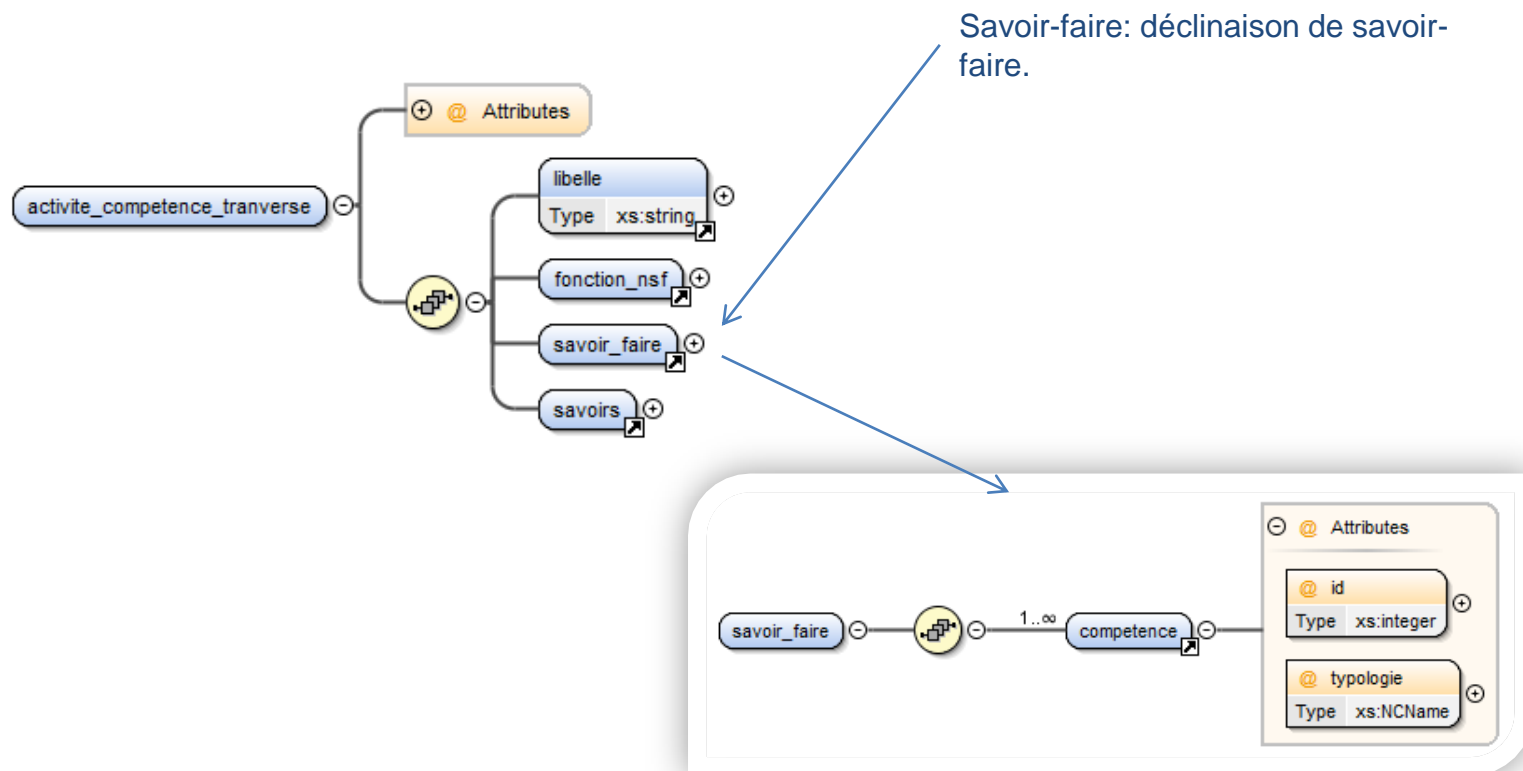 Savoir-faire: déclinaison de savoir-
faire.
@ Attributes
activite_competence_tranverse
libelle
Type xs:string
fonction_nsf
savoir_faire
savoirs
@ Attributes
@ id
Type xs:integer
savoir_faire
1..∞
competence
@ typologie
Type xs:NCName